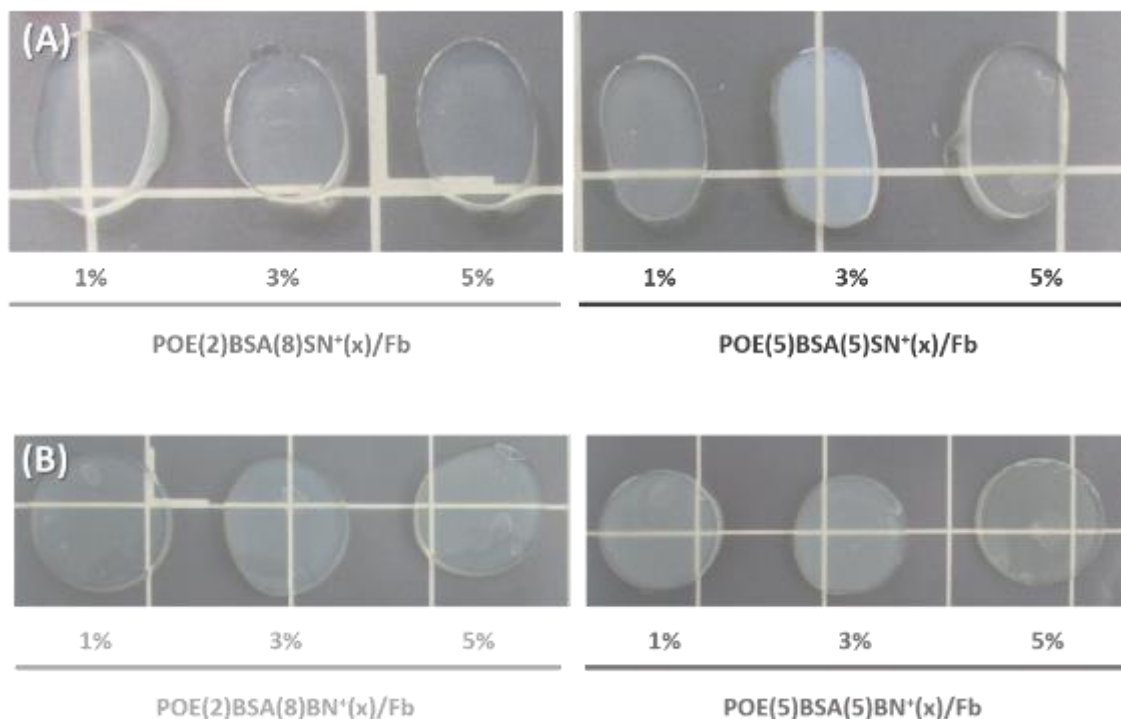 (A)
1% 3% 5% 1% 3% 5%
POE(2)BSA(8)SN⁺(x)/Fb POE(5)BSA(5)SN⁺(x)/Fb
(B)
1% 3% 5% 1% 3% 5%
POE(2)BSA(8)BN⁺(x)/Fb POE(5)BSA(5)BN⁺(x)/Fb